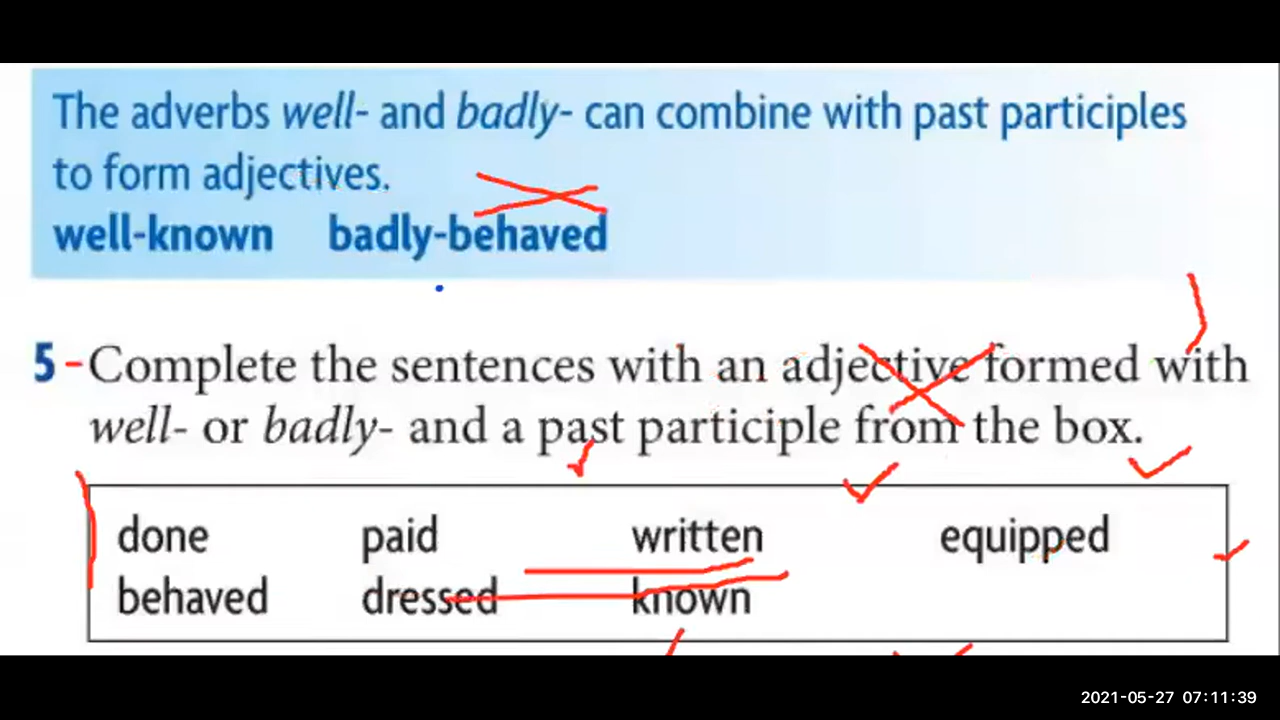 The adverbs well- and badly- can combine with past participles
to form adjectives.
well-known badly-behaved
5 Complete the sentences with an adjective formed with
well- or badly- and a past participle from the box.
done paid written equipped
behaved dressed known
2021-05-27 07:11:39